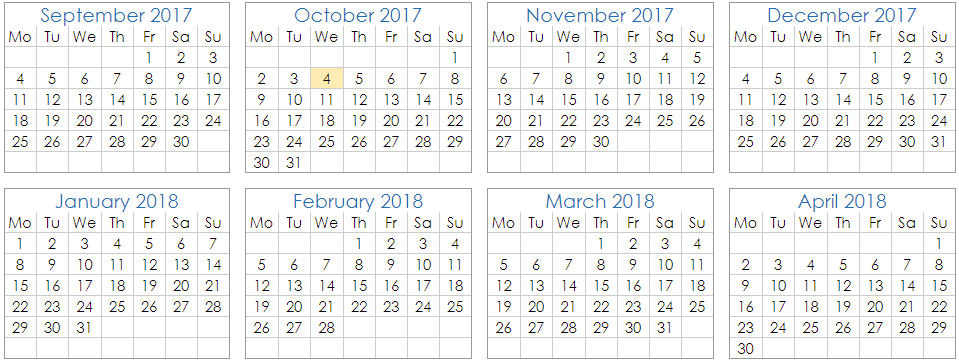 September 2017
Mo Tu We Th Fr Sa Su
1 2 3
4 5 6 7 8 9 10
11 12 13 14 15 16 17
18 19 20 21 22 23 24
25 26 27 28 29 30
October 2017
Mo Tu We Th Fr Sa Su
1
2 3 4 5 6 7 8
9 10 11 12 13 14 15
16 17 18 19 20 21 22
23 24 25 26 27 28 29
30 31
November 2017
Mo Tu We Th Fr Sa Su
1 2 3 4 5
6 7 8 9 10 11 12
13 14 15 16 17 18 19
20 21 22 23 24 25 26
27 28 29 30
December 2017
Mo Tu We Th Fr Sa Su
1 2 3
4 5 6 7 8 9 10
11 12 13 14 15 16 17
18 19 20 21 22 23 24
25 26 27 28 29 30 31
January 2018
Mo Tu We Th Fr Sa Su
1 2 3 4 5 6 7
8 9 10 11 12 13 14
15 16 17 18 19 20 21
22 23 24 25 26 27 28
29 30 31
February 2018
Mo Tu We Th Fr Sa Su
1 2 3 4
5 6 7 8 9 10 11
12 13 14 15 16 17 18
19 20 21 22 23 24 25
26 27 28
March 2018
Mo Tu We Th Fr Sa Su
1 2 3 4
5 6 7 8 9 10 11
12 13 14 15 16 17 18
19 20 21 22 23 24 25
26 27 28 29 30 31
April 2018
Mo Tu We Th Fr Sa Su
1
2 3 4 5 6 7 8
9 10 11 12 13 14 15
16 17 18 19 20 21 22
23 24 25 26 27 28 29
30